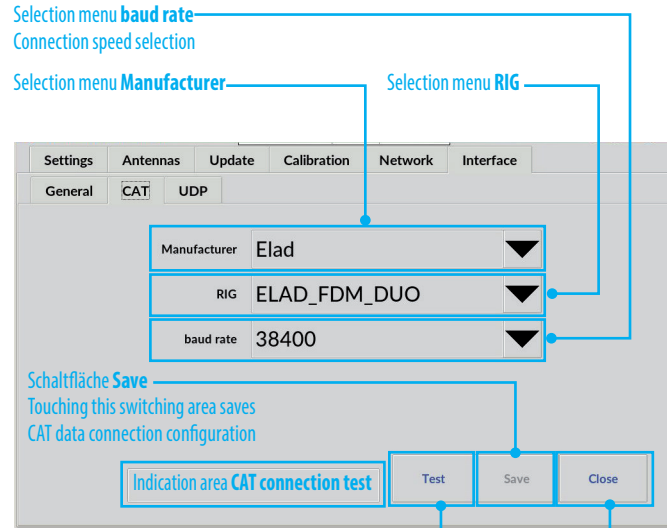 Selection menu baud rate
Connection speed selection
Selection menu Manufacturer
Selection menu RIG
Settings Antennas Update Calibration Network Interface
General CAT UDP
Manufacturer Elad
RIG ELAD_FDM_DUO
baud rate 38400
Schaltfläche Save
Touching this switching area saves
CAT data connection configuration
Indication area CAT connection test Test Save Close